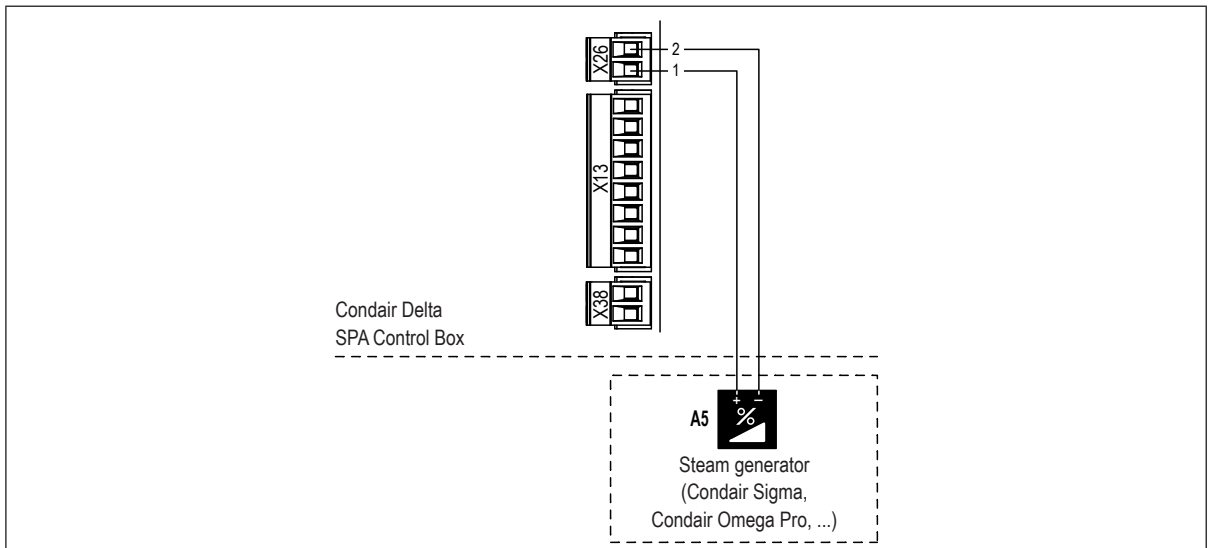 X26
2
1
X13
X38
Condair Delta
SPA Control Box
+ −
A5
%
Steam generator
(Condair Sigma,
Condair Omega Pro, ...)